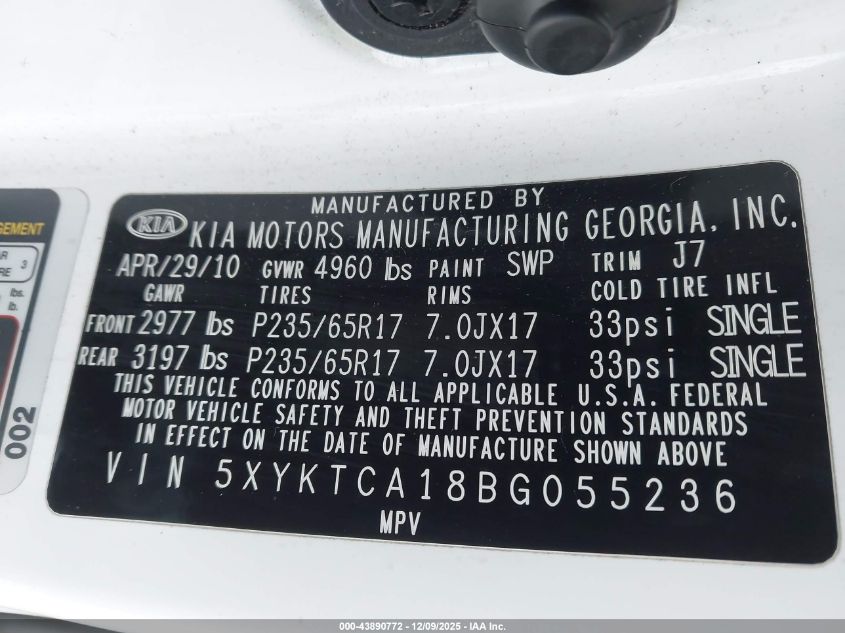 MANUFACTURED BY
KIA KIA MOTORS MANUFACTURING GEORGIA, INC.
APR/29/10 GVWR 4960 lbs PAINT SWP TRIM J7
GAWR TIRES RIMS COLD TIRE INFL
FRONT 2977 lbs P235/65R17 7.0JX17 33psi SINGLE
REAR 3197 lbs P235/65R17 7.0JX17 33psi SINGLE
THIS VEHICLE CONFORMS TO ALL APPLICABLE U.S.A. FEDERAL
MOTOR VEHICLE SAFETY AND THEFT PREVENTION STANDARDS
IN EFFECT ON THE DATE OF MANUFACTURE SHOWN ABOVE
VIN 5XYKTCA18BG055236
MPV
3
lbs.
lb.
002
000-43890772 - 12/09/2025 - IAA Inc.